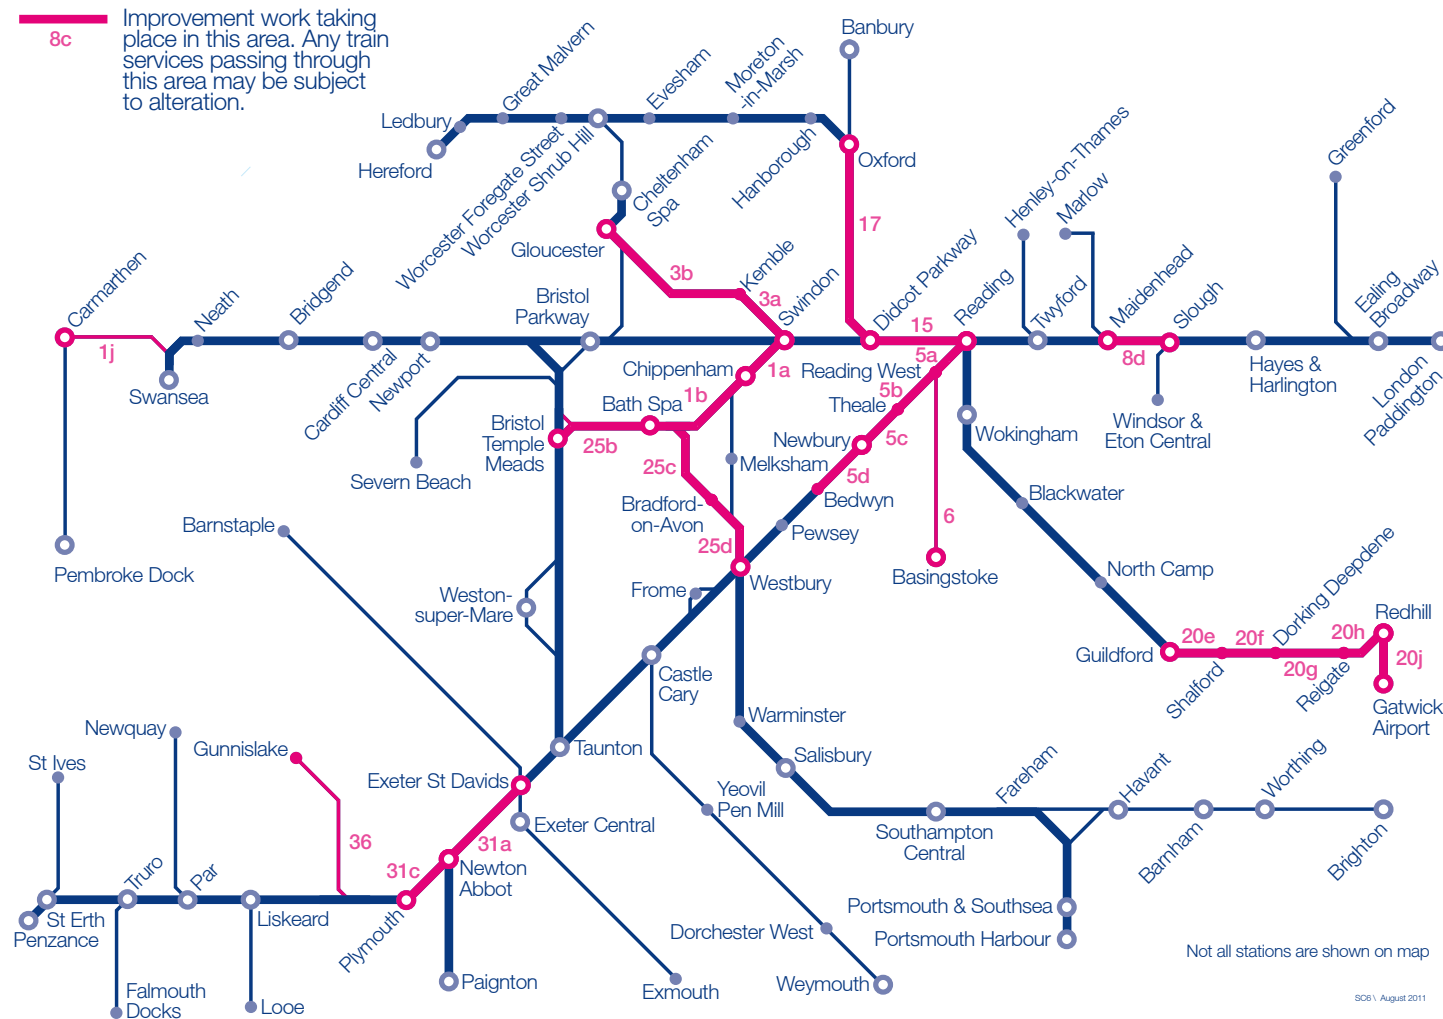 8c
Improvement work taking
place in this area. Any train
services passing through
this area may be subject
to alteration.
Banbury
Great Malvern
Evesham
Moreton
-in-Marsh
Ledbury
Hereford
Worcester Foregate Street
Worcester Shrub Hill
Cheltenham
Spa
Hanborough
Oxford
Henley-on-Thames
Marlow
Greenford
Gloucester
17
3b
3a
Kemble
Swindon
Didcot Parkway
Reading
Twyford
Maidenhead
Slough
Ealing
Broadway
Carmarthen
Neath
Bridgend
Bristol
Parkway
1j
Swansea
Cardiff Central
Newport
Chippenham
1a
1b
15
5a
Reading West
5b
8d
Hayes &
Harlington
London
Paddington
Bath Spa
Theale
Windsor &
Eton Central
Bristol
Temple
Meads
25b
25c
Newbury
5c
Wokingham
Melksham
5d
Severn Beach
Bradford-
on-Avon
Bedwyn
Blackwater
Barnstaple
Pewsey
6
25d
Pembroke Dock
Westbury
Basingstoke
North Camp
Frome
Weston-
super-Mare
Dorking Deepdene
Redhill
20e
20f
20h
Guildford
20g
20j
Shalford
Reigate
Castle
Cary
Gatwick
Airport
Newquay
Gunnislake
Taunton
Warminster
St Ives
Exeter St Davids
Salisbury
Yeovil
Pen Mill
Fareham
Havant
Worthing
Exeter Central
36
31a
Southampton
Central
Barnham
Brighton
31c
Newton
Abbot
Truro
Par
St Erth
Penzance
Liskeard
Plymouth
Portsmouth & Southsea
Dorchester West
Portsmouth Harbour
Not all stations are shown on map
Paignton
Exmouth
Weymouth
Falmouth
Docks
Looe
SC6 \ August 2011